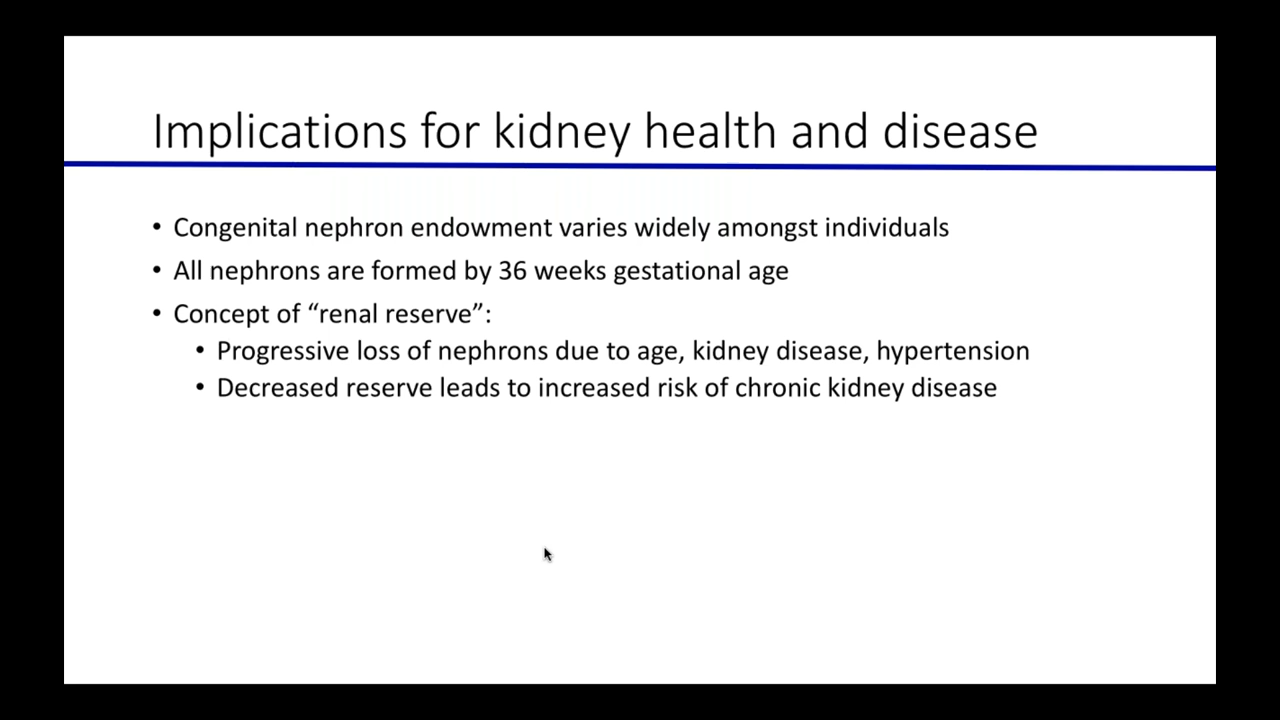 Implications for kidney health and disease
• Congenital nephron endowment varies widely amongst individuals
• All nephrons are formed by 36 weeks gestational age
• Concept of “renal reserve”:
• Progressive loss of nephrons due to age, kidney disease, hypertension
• Decreased reserve leads to increased risk of chronic kidney disease